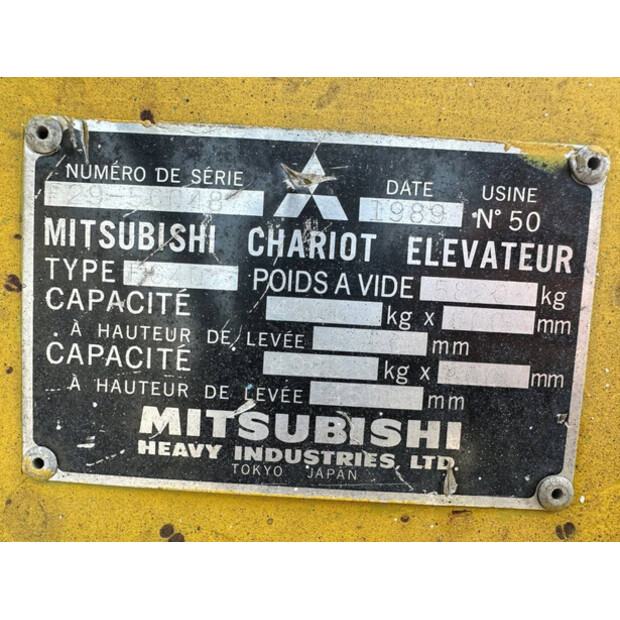 NUMÉRO DE SÉRIE
DATE USINE
1989 N° 50
MITSUBISHI CHARIOT ELEVATEUR
TYPE POIDS A VIDE kg
CAPACITÉ kg x mm
À HAUTEUR DE LEVÉE mm
CAPACITÉ kg x mm
À HAUTEUR DE LEVÉE mm
MITSUBISHI
HEAVY INDUSTRIES, LTD.
TOKYO JAPAN